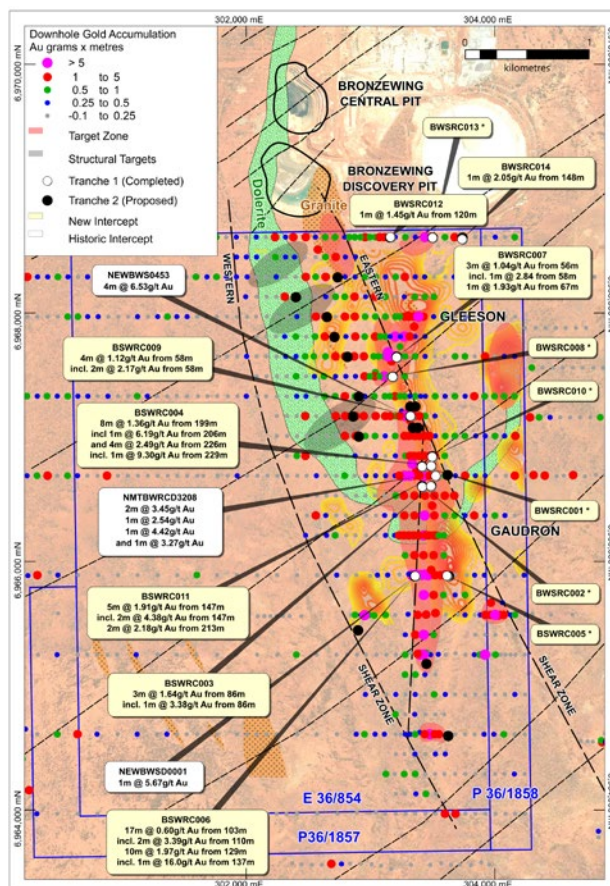 302,000 mE
304,000 mE
Downhole Gold Accumulation
Au grams x metres
> 5
1 to 5
0.5 to 1
0.25 to 0.5
-0.1 to 0.25
Target Zone
Structural Targets
Tranche 1 (Completed)
Tranche 2 (Proposed)
New Intercept
Historic Intercept
0 1
kilometres
6,970,000 mN
BRONZEWING
CENTRAL PIT
BWSRC013 *
BRONZEWING
DISCOVERY PIT
BWSRC014
1m @ 2.05g/t Au from 148m
BWSRC012
1m @ 1.45g/t Au from 120m
Dolerite
Granite
WESTERN
EASTERN
BWSRC007
3m @ 1.04g/t Au from 56m
incl. 1m @ 2.84 from 58m
1m @ 1.93g/t Au from 67m
NEWBWS0453
4m @ 6.53g/t Au
6,968,000 mN
GLEESON
BSWRC009
4m @ 1.12g/t Au from 58m
incl. 2m @ 2.17g/t Au from 58m
BWSRC008 *
BWSRC010 *
BSWRC004
8m @ 1.36g/t Au from 199m
incl 1m @ 6.19g/t Au from 206m
and 4m @ 2.49g/t Au from 226m
incl. 1m @ 9.30g/t Au from 229m
NMTBWRCD3208
2m @ 3.45g/t Au
1m @ 2.54g/t Au
1m @ 4.42g/t Au
and 1m @ 3.27g/t Au
BWSRC001 *
GAUDRON
6,966,000 mN
BSWRC011
5m @ 1.91g/t Au from 147m
incl. 2m @ 4.38g/t Au from 147m
2m @ 2.18g/t Au from 213m
BWSRC002 *
BSWRC005 *
BSWRC003
3m @ 1.64g/t Au from 86m
incl. 1m @ 3.38g/t Au from 86m
SHEAR ZONE
SHEAR ZONE
NEWBWSD0001
1m @ 5.67g/t Au
E 36/854
P 36/1858
6,964,000 mN
P36/1857
BSWRC006
17m @ 0.60g/t Au from 103m
incl. 2m @ 3.39g/t Au from 110m
10m @ 1.97g/t Au from 129m
incl. 1m @ 16.0g/t Au from 137m
302,000 mE
304,000 mE